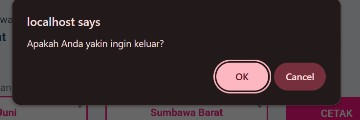 localhost says
Apakah Anda yakin ingin keluar?
OK
Cancel
Sumbawa Barat
CETAK